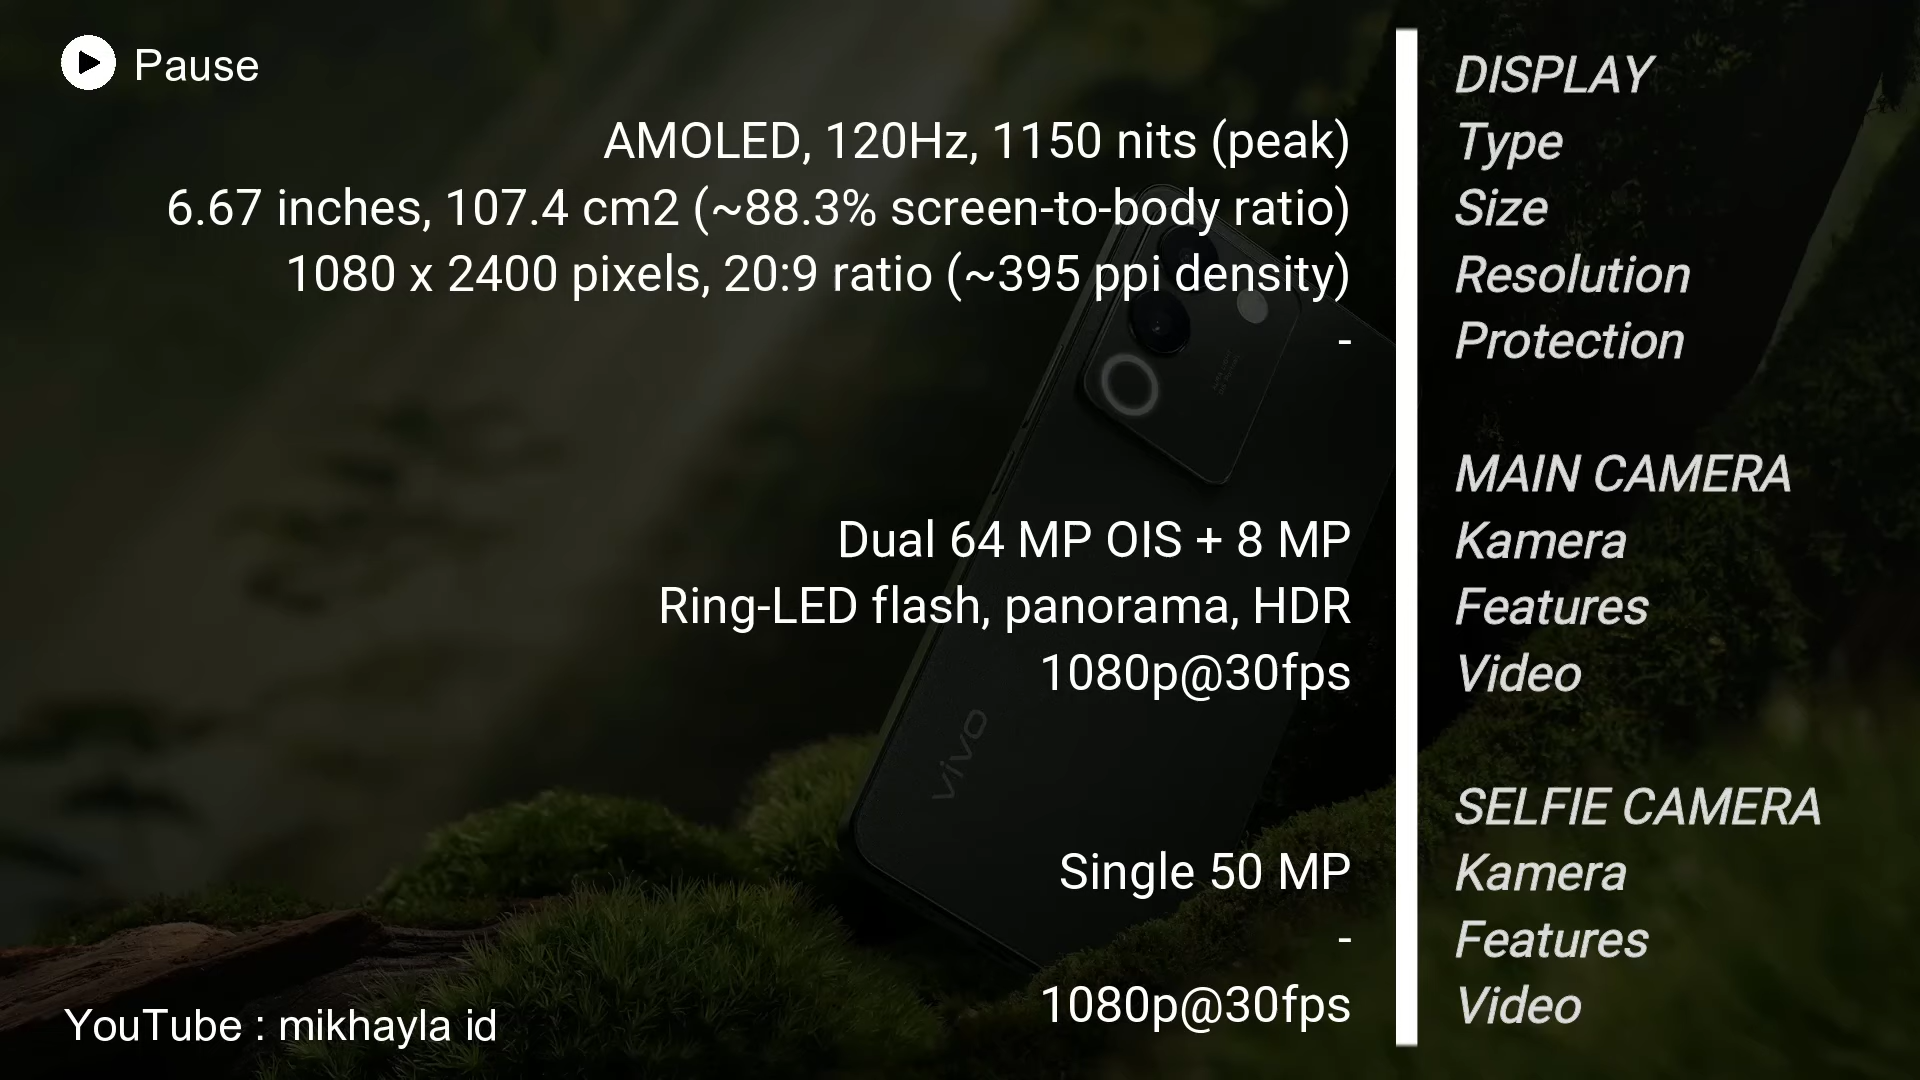 Pause
DISPLAY
AMOLED, 120Hz, 1150 nits (peak) Type
6.67 inches, 107.4 cm2 (~88.3% screen-to-body ratio) Size
1080 x 2400 pixels, 20:9 ratio (~395 ppi density) Resolution
- Protection
MAIN CAMERA
Dual 64 MP OIS + 8 MP Kamera
Ring-LED flash, panorama, HDR Features
1080p@30fps Video
vivo
SELFIE CAMERA
Single 50 MP Kamera
- Features
1080p@30fps Video
YouTube : mikhayla id